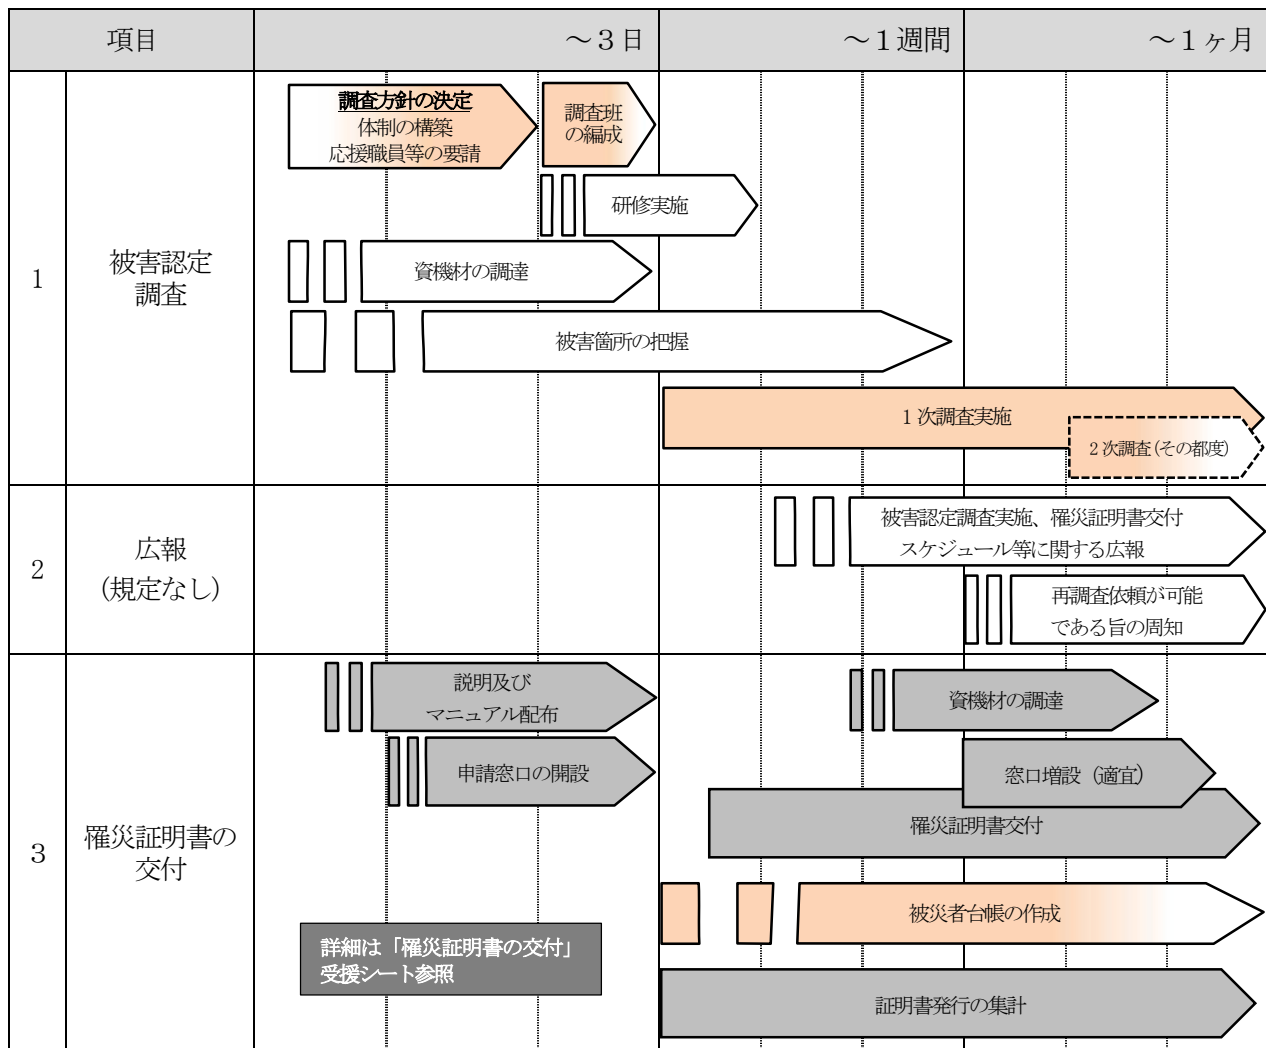 項目
～３日
～１週間
～１ヶ月
1
被害認定
調査
調査方針の決定
体制の構築
応援職員等の要請
調査班
の編成
研修実施
資機材の調達
被害箇所の把握
1 次調査実施
2 次調査(その都度)
2
広報
(規定なし)
被害認定調査実施、罹災証明書交付
スケジュール等に関する広報
再調査依頼が可能
である旨の周知
3
罹災証明書の
交付
説明及び
マニュアル配布
申請窓口の開設
資機材の調達
窓口増設（適宜）
罹災証明書交付
被災者台帳の作成
証明書発行の集計
詳細は「罹災証明書の交付」
受援シート参照